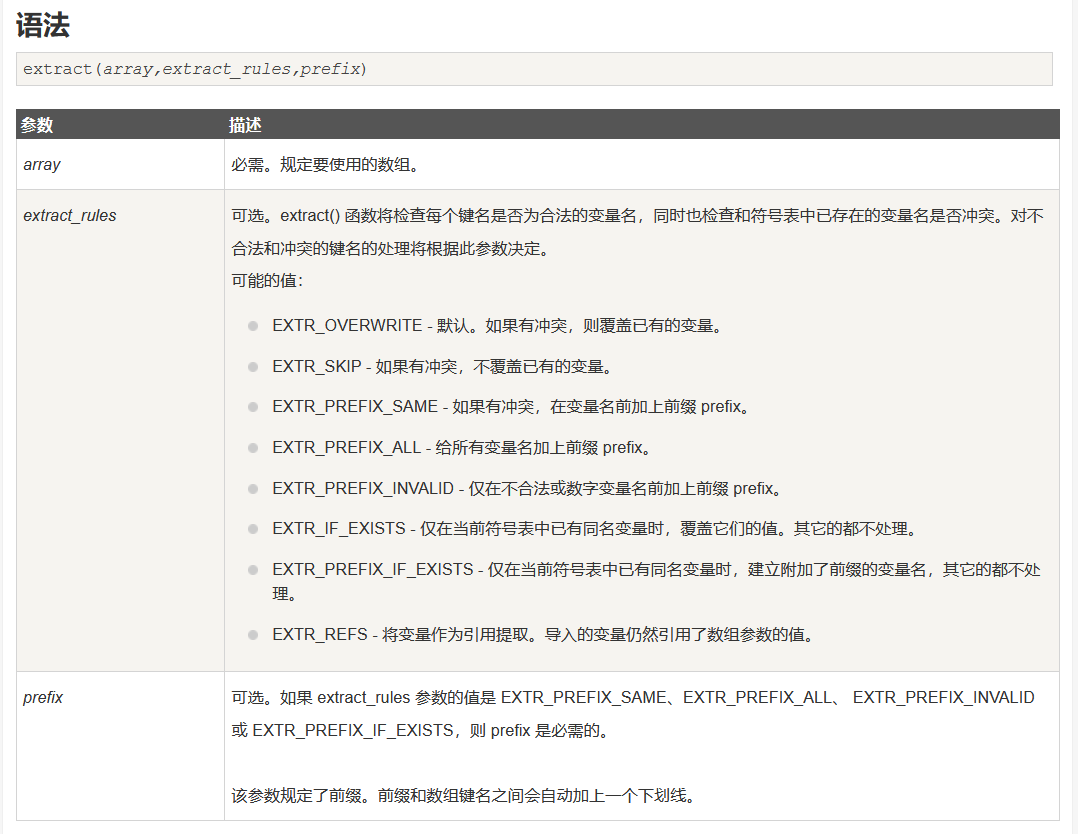 语法
extract(array,extract_rules,prefix)
参数 描述
array 必需。规定要使用的数组。
extract_rules 可选。extract() 函数将检查每个键名是否为合法的变量名，同时也检查和符号表中已存在的变量名是否冲突。对不
合法和冲突的键名的处理将根据此参数决定。
可能的值：
EXTR_OVERWRITE - 默认。如果有冲突，则覆盖已有的变量。
EXTR_SKIP - 如果有冲突，不覆盖已有的变量。
EXTR_PREFIX_SAME - 如果有冲突，在变量名前加上前缀 prefix。
EXTR_PREFIX_ALL - 给所有变量名加上前缀 prefix。
EXTR_PREFIX_INVALID - 仅在不合法或数字变量名前加上前缀 prefix。
EXTR_IF_EXISTS - 仅在当前符号表中已有同名变量时，覆盖它们的值。其它的都不处理。
EXTR_PREFIX_IF_EXISTS - 仅在当前符号表中已有同名变量时，建立附加了前缀的变量名，其它的都不处
理。
EXTR_REFS - 将变量作为引用提取。导入的变量仍然引用了数组参数的值。
prefix 可选。如果 extract_rules 参数的值是 EXTR_PREFIX_SAME、EXTR_PREFIX_ALL、 EXTR_PREFIX_INVALID
或 EXTR_PREFIX_IF_EXISTS，则 prefix 是必需的。
该参数规定了前缀。前缀和数组键名之间会自动加上一个下划线。